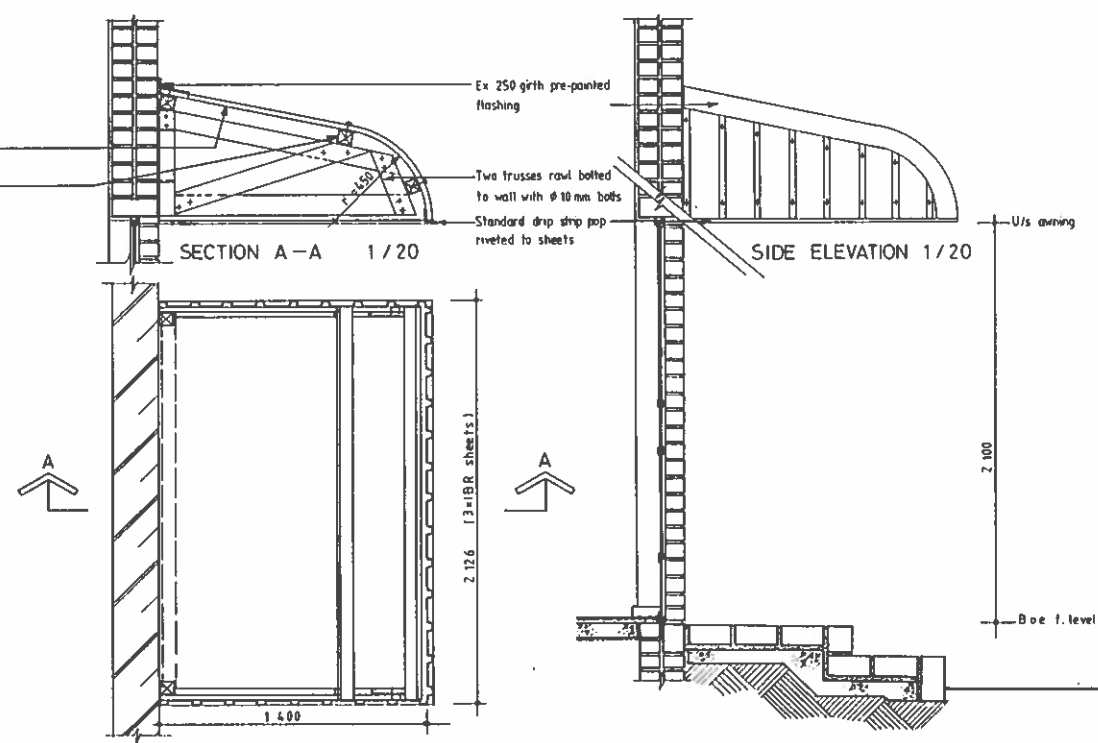 Ex 250 girth pre-painted
flashing
Two trusses rawl bolted
to wall with ϕ 10 mm bolts
Standard drip strip pop
riveted to sheets
r = 450
SECTION A-A 1/20
SIDE ELEVATION 1/20
U/s awning
A
A
2 126 [3×IBR sheets]
2 100
B o e f. level
1 400